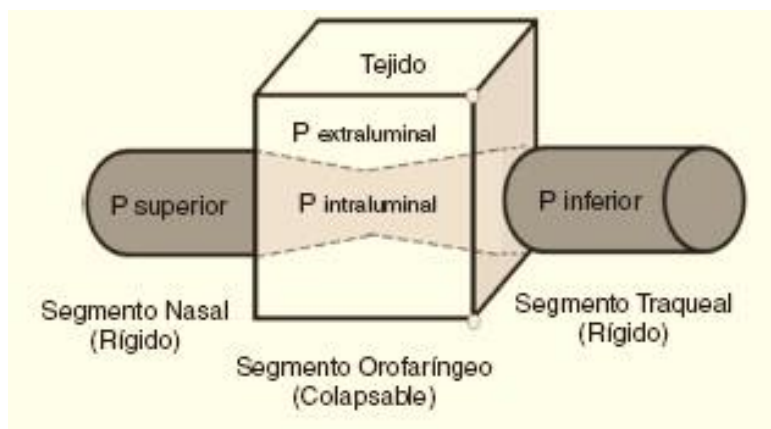 Tejido
P extraluminal
P superior
P intraluminal
P inferior
Segmento Nasal
(Rígido)
Segmento Orofaríngeo
(Colapsable)
Segmento Traqueal
(Rígido)